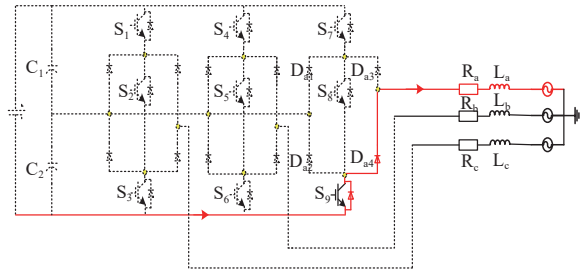 S1 S4 S7
C1 Da1 Da3 Ra La
S2 S5 S8 Rb Lb
C2 Da2 Da4 Rc Lc
S3 S6 S9